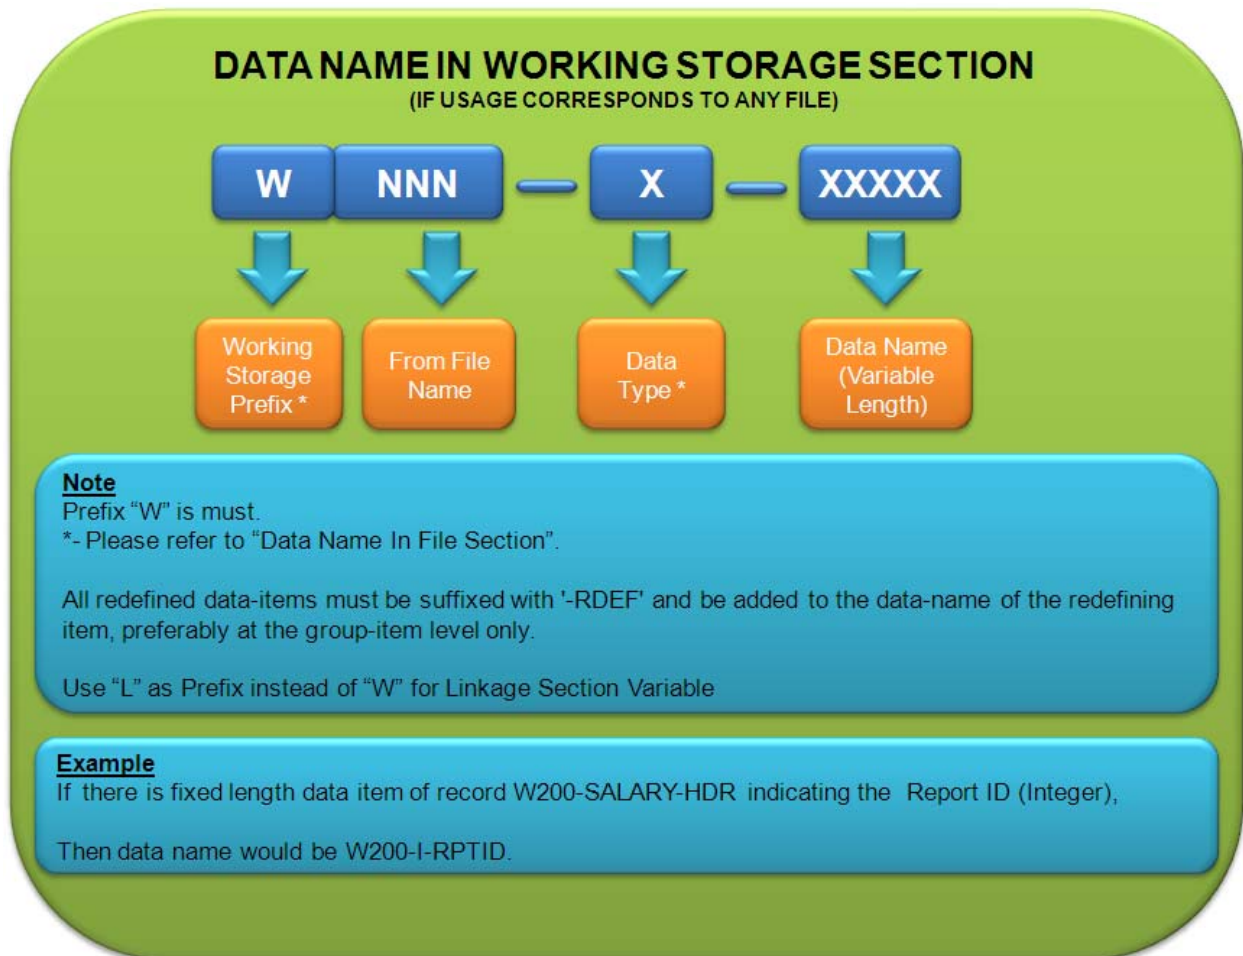 DATA NAME IN WORKING STORAGE SECTION
(IF USAGE CORRESPONDS TO ANY FILE)
W NNN — X — XXXXX
Working Storage Prefix *
From File Name
Data Type *
Data Name (Variable Length)
Note
Prefix “W” is must.
*- Please refer to “Data Name In File Section”.
All redefined data-items must be suffixed with '-RDEF' and be added to the data-name of the redefining
item, preferably at the group-item level only.
Use “L” as Prefix instead of “W” for Linkage Section Variable
Example
If there is fixed length data item of record W200-SALARY-HDR indicating the Report ID (Integer),
Then data name would be W200-I-RPTID.